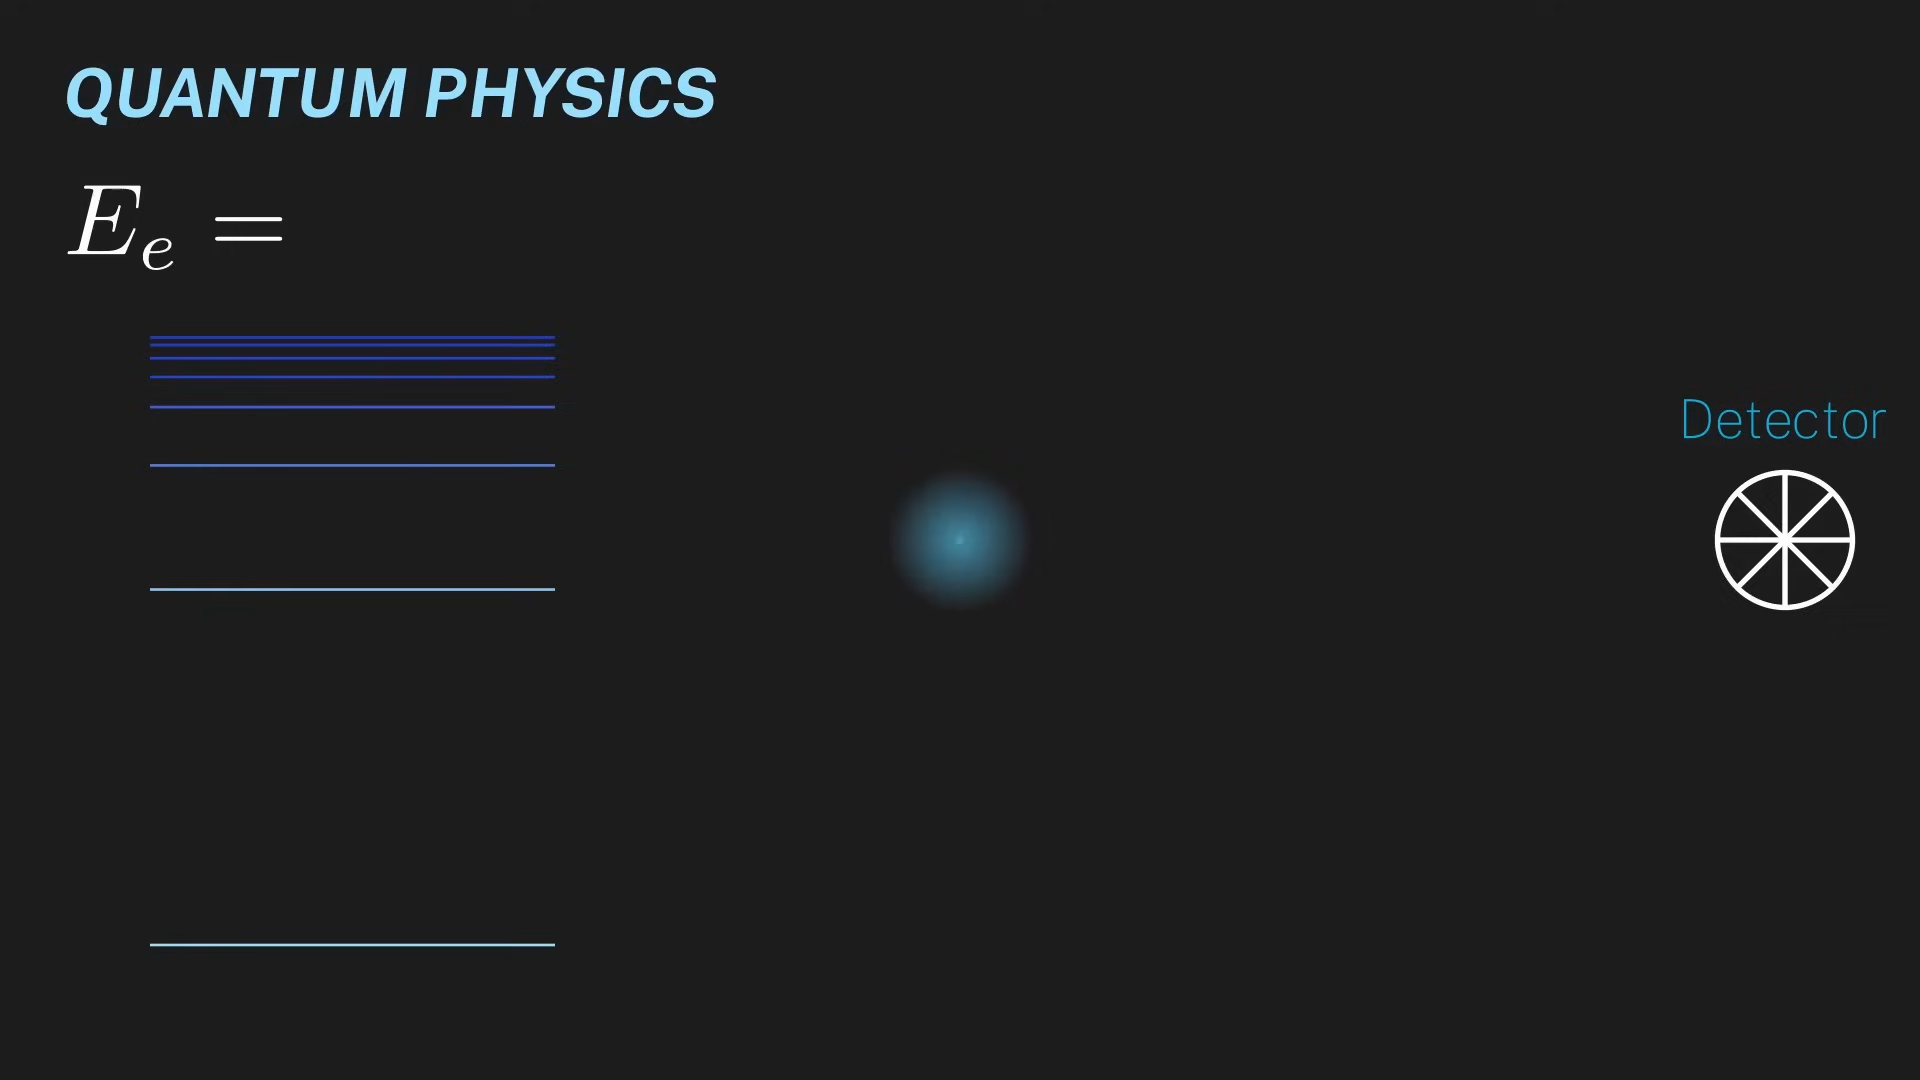 QUANTUM PHYSICS
E_e =
Detector